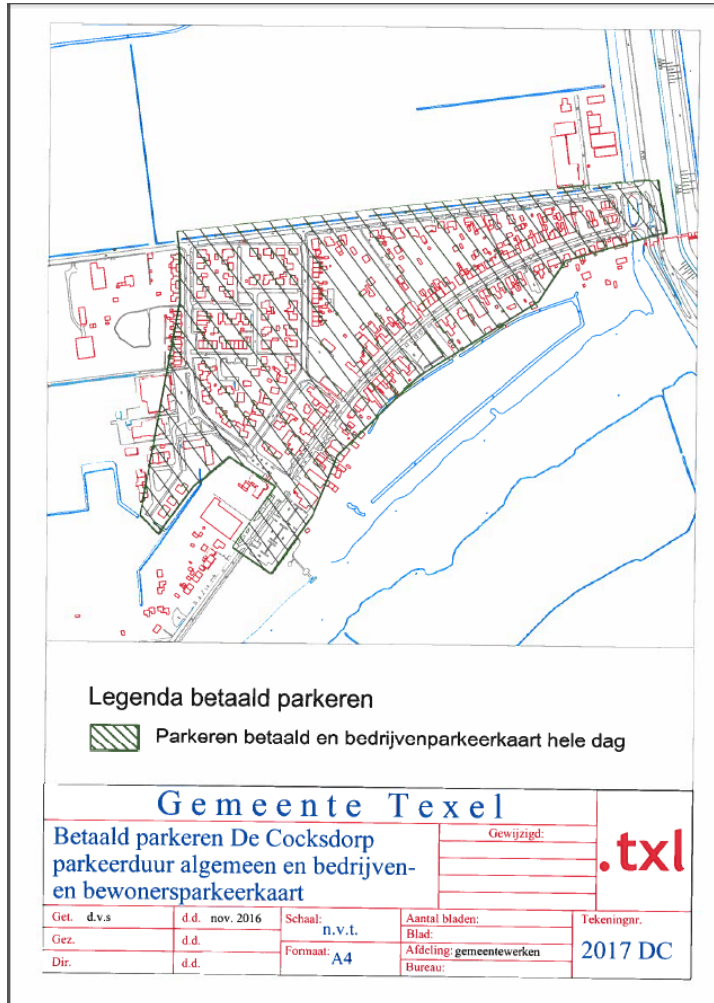 Legenda betaald parkeren
Parkeren betaald en bedrijvenparkeerkaart hele dag
Gemeente Texel
Betaald parkeren De Cocksdorp
parkeerduur algemeen en bedrijven-
en bewonersparkeerkaart
Gewijzigd:
.txl
Get. d.v.s d.d. nov. 2016
Gez. d.d.
Dir. d.d.
Schaal: n.v.t.
Formaat: A4
Aantal bladen:
Blad:
Afdeling: gemeentewerken
Bureau:
Tekeningnr.
2017 DC